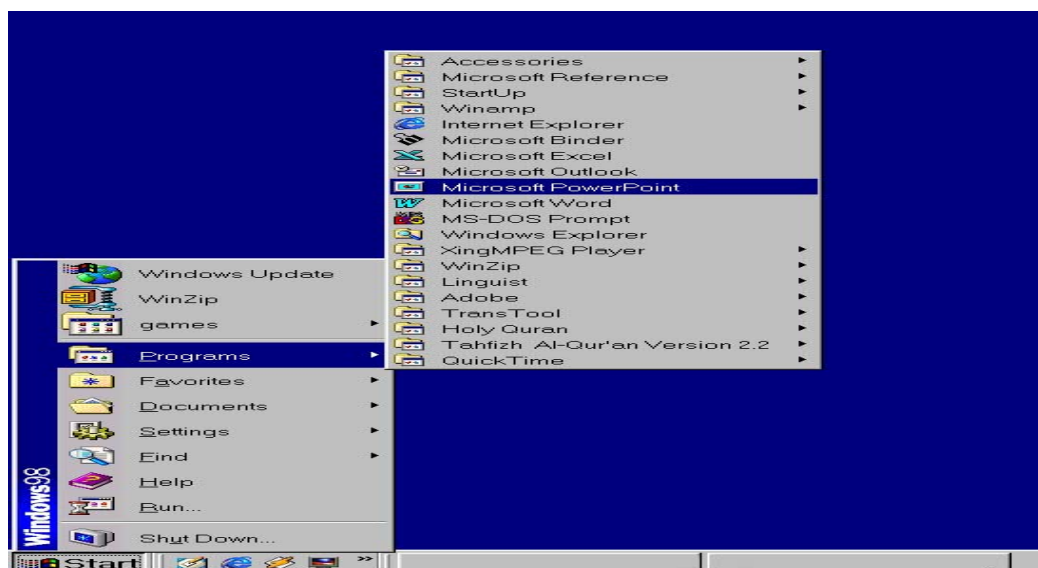 Accessories
Microsoft Reference
StartUp
Winamp
Internet Explorer
Microsoft Binder
Microsoft Excel
Microsoft Outlook
Microsoft PowerPoint
Microsoft Word
MS-DOS Prompt
Windows Explorer
XingMPEG Player
WinZip
Linguist
Adobe
TransTool
Holy Quran
Tahfizh Al-Qur'an Version 2.2
QuickTime
Windows Update
WinZip
games
Programs
Favorites
Documents
Settings
Find
Help
Run...
Shut Down...
Windows98
Start
»